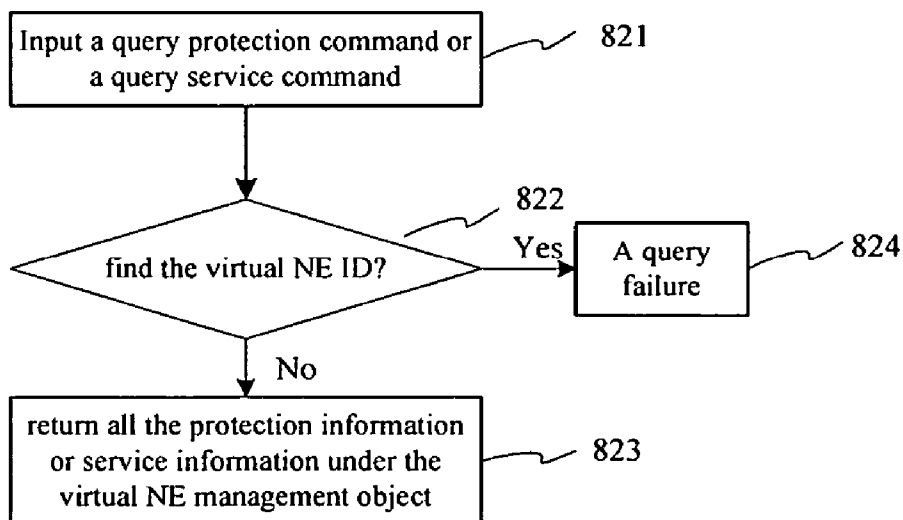 Input a query protection command or
a query service command
821
822
find the virtual NE ID?
Yes
A query
failure
824
No
return all the protection information
or service information under the
virtual NE management object
823